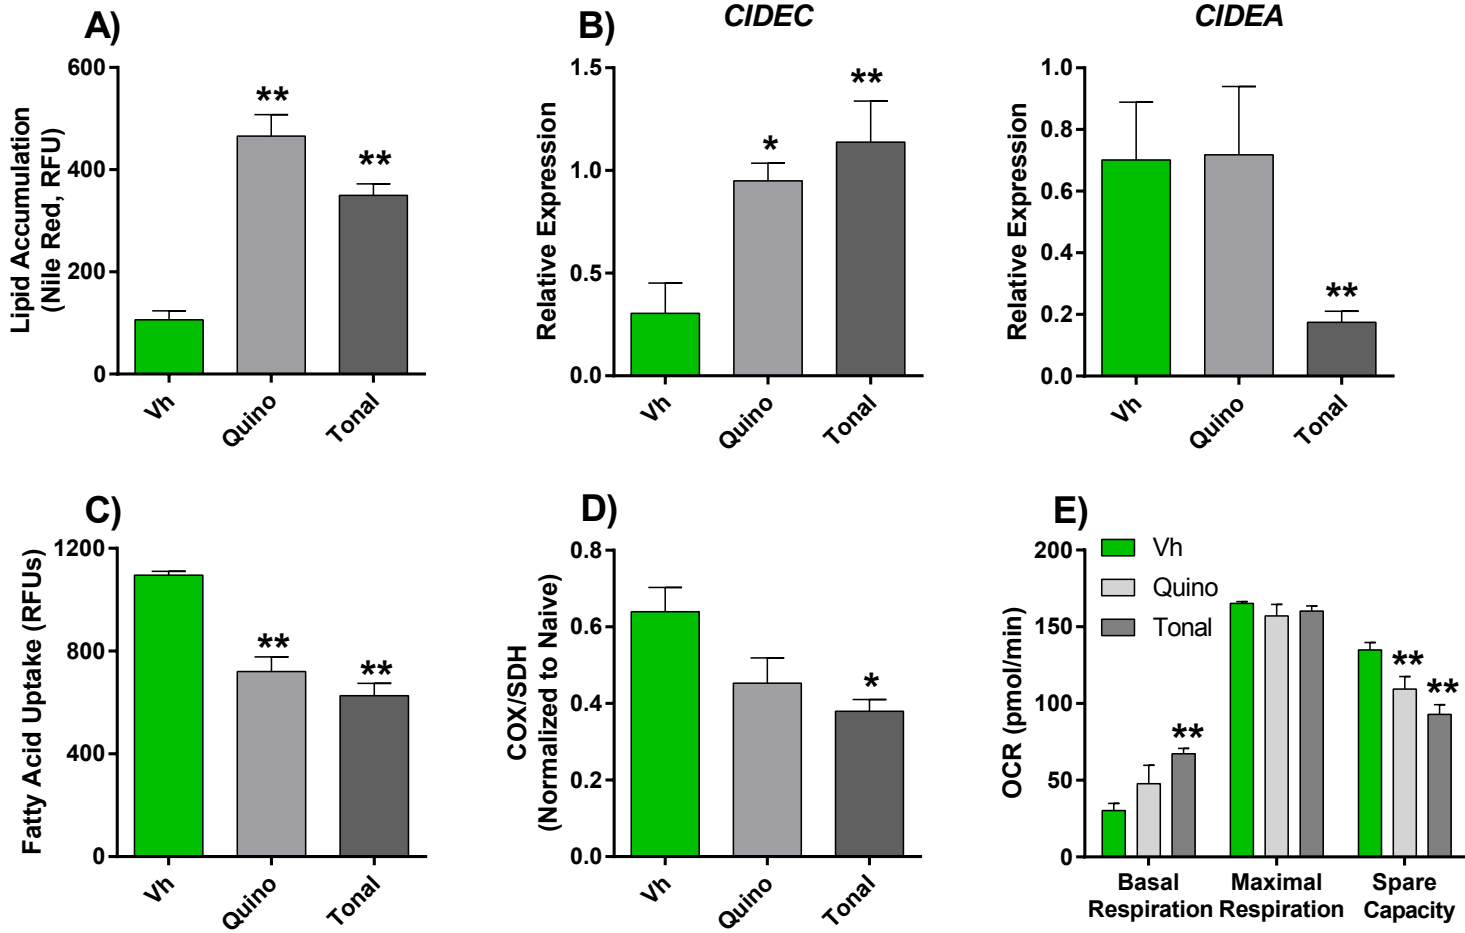 A)
Lipid Accumulation
(Nile Red, RFU)
600
400
200
0
**
**
Vh
Quino
Tonal
B)
CIDEC
Relative Expression
1.5
1.0
0.5
0.0
*
**
Vh
Quino
Tonal
CIDEA
Relative Expression
1.0
0.8
0.6
0.4
0.2
0.0
**
Vh
Quino
Tonal
C)
Fatty Acid Uptake (RFUs)
1200
800
400
0
**
**
Vh
Quino
Tonal
D)
COX/SDH
(Normalized to Naive)
0.8
0.6
0.4
0.2
0.0
*
Vh
Quino
Tonal
E)
OCR (pmol/min)
200
150
100
50
0
Vh
Quino
Tonal
**
**
**
Basal
Respiration
Maximal
Respiration
Spare
Capacity